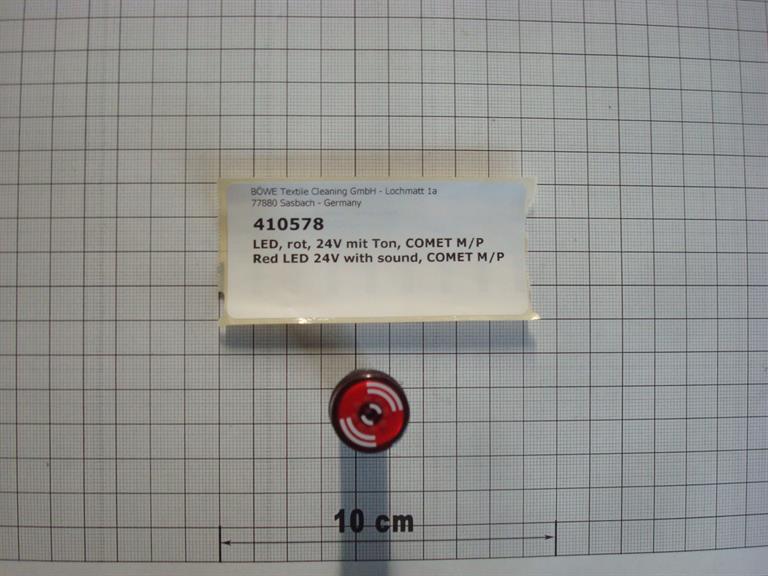 BÖWE Textile Cleaning GmbH - Lochmatt 1a
77880 Sasbach - Germany
410578
LED, rot, 24V mit Ton, COMET M/P
Red LED 24V with sound, COMET M/P
10 cm